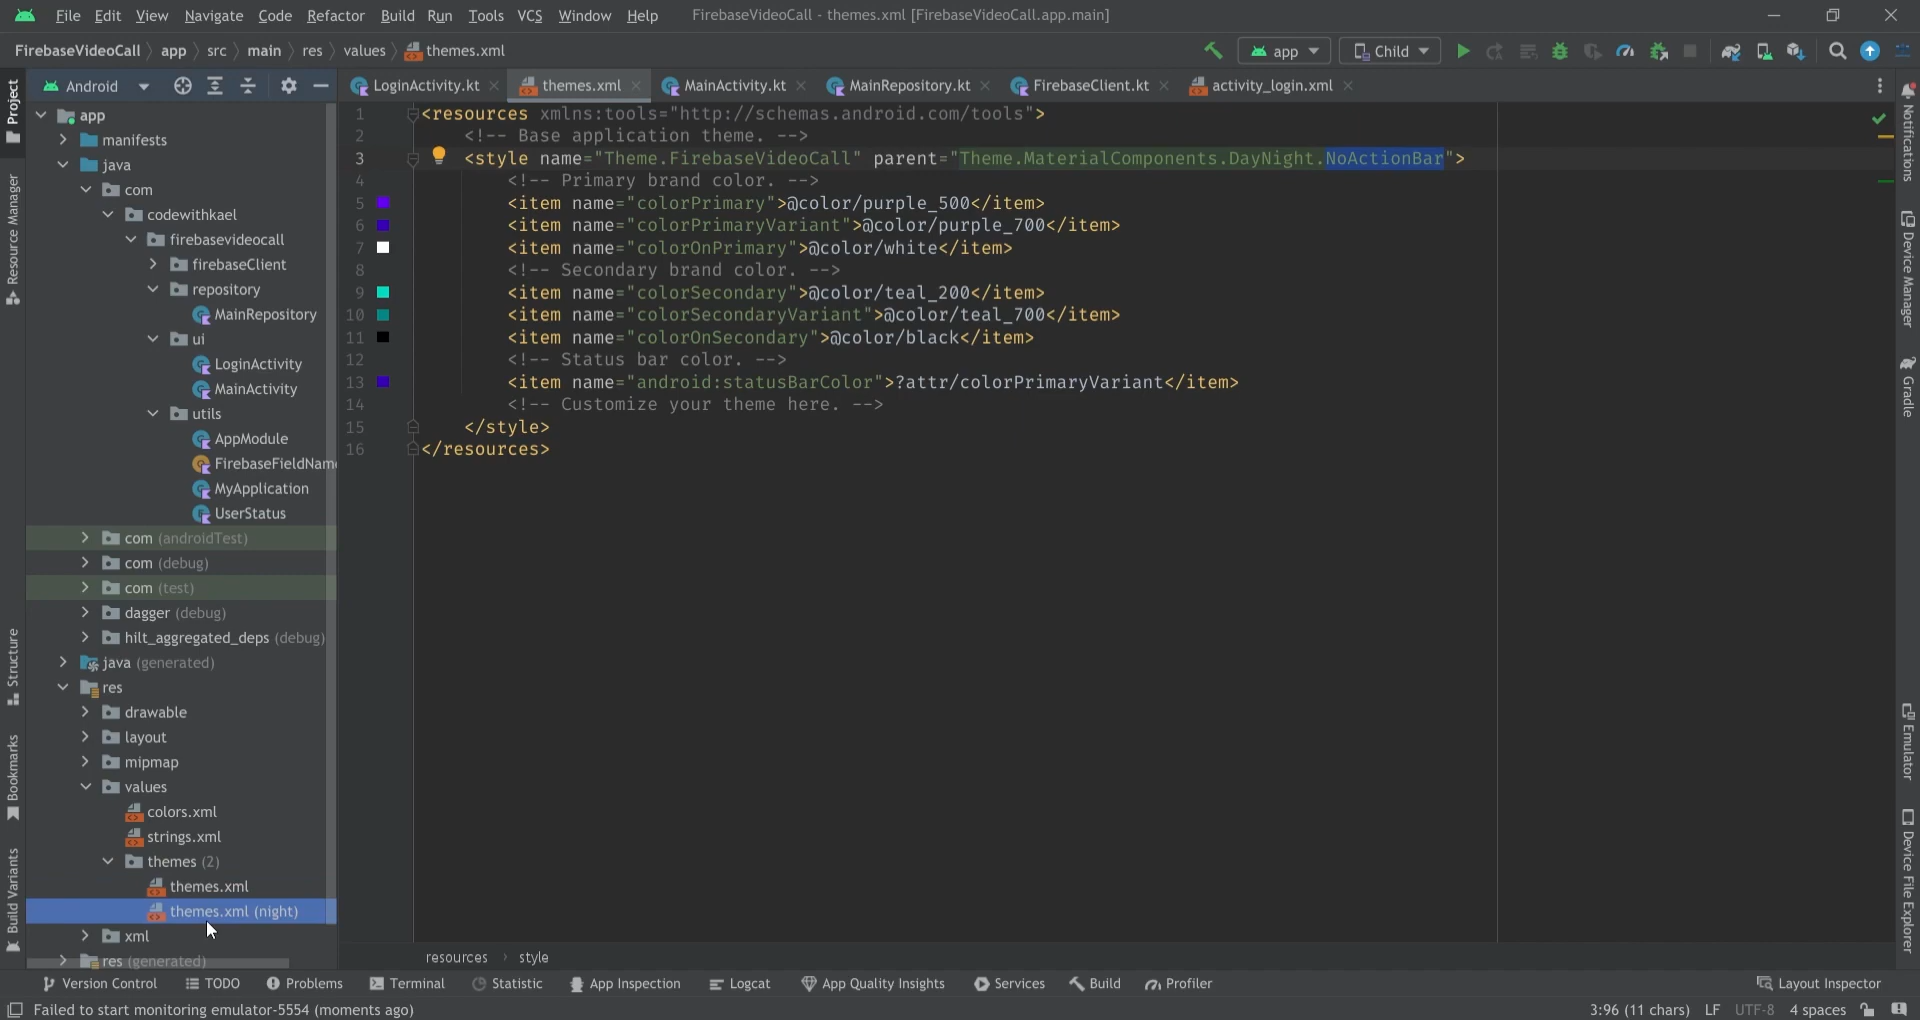 File Edit View Navigate Code Refactor Build Run Tools VCS Window Help FirebaseVideoCall - themes.xml [FirebaseVideoCall.app.main]
FirebaseVideoCall app src main res values themes.xml app Child
Android LoginActivity.kt themes.xml MainActivity.kt MainRepository.kt FirebaseClient.kt activity_login.xml
Project
Resource Manager
Structure
Bookmarks
Build Variants
app
manifests
java
com
codewithkael
firebasevideocall
firebaseClient
repository
MainRepository
ui
LoginActivity
MainActivity
utils
AppModule
FirebaseFieldNam
MyApplication
UserStatus
com (androidTest)
com (debug)
com (test)
dagger (debug)
hilt_aggregated_deps (debug)
java (generated)
res
drawable
layout
mipmap
values
colors.xml
strings.xml
themes (2)
themes.xml
themes.xml (night)
xml
res (generated)
1 <resources xmlns:tools="http://schemas.android.com/tools">
2 <!-- Base application theme. -->
3 <style name="Theme.FirebaseVideoCall" parent="Theme.MaterialComponents.DayNight.NoActionBar">
4 <!-- Primary brand color. -->
5 <item name="colorPrimary">@color/purple_500</item>
6 <item name="colorPrimaryVariant">@color/purple_700</item>
7 <item name="colorOnPrimary">@color/white</item>
8 <!-- Secondary brand color. -->
9 <item name="colorSecondary">@color/teal_200</item>
10 <item name="colorSecondaryVariant">@color/teal_700</item>
11 <item name="colorOnSecondary">@color/black</item>
12 <!-- Status bar color. -->
13 <item name="android:statusBarColor">?attr/colorPrimaryVariant</item>
14 <!-- Customize your theme here. -->
15 </style>
16 </resources>
Notifications
Device Manager
Gradle
Emulator
Device File Explorer
resources style
Version Control TODO Problems Terminal Statistic App Inspection Logcat App Quality Insights Services Build Profiler Layout Inspector
Failed to start monitoring emulator-5554 (moments ago) 3:96 (11 chars) LF UTF-8 4 spaces